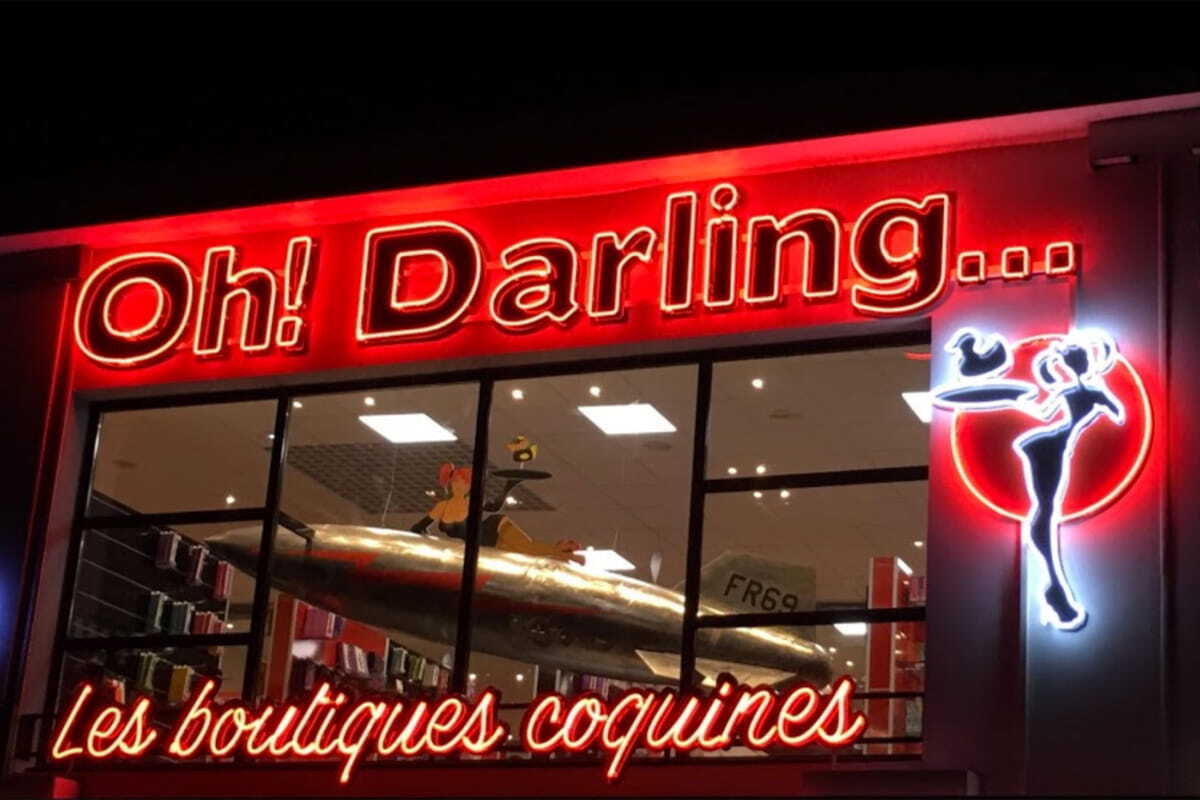 Oh! Darling...
FR69
Les boutiques coquines